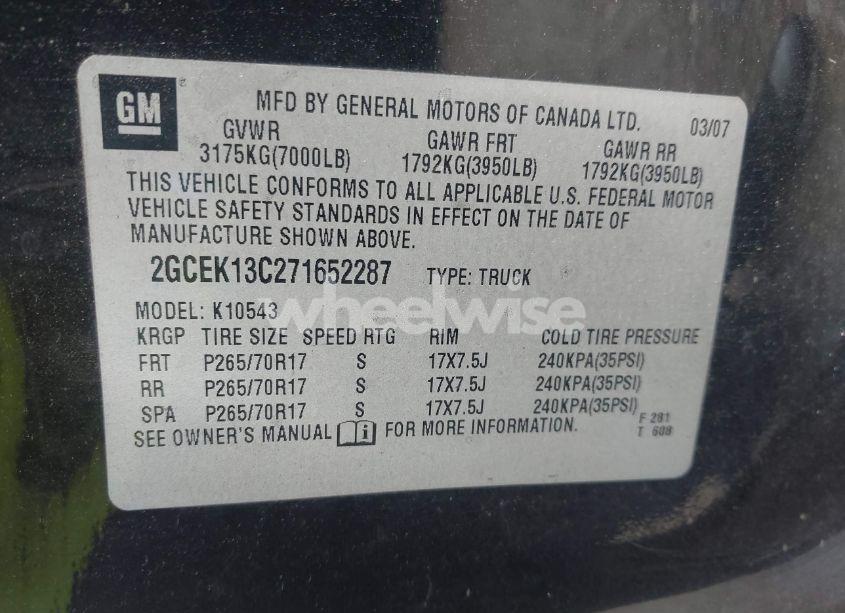 GM
MFD BY GENERAL MOTORS OF CANADA LTD. 03/07
GVWR GAWR FRT GAWR RR
3175KG(7000LB) 1792KG(3950LB) 1792KG(3950LB)
THIS VEHICLE CONFORMS TO ALL APPLICABLE U.S. FEDERAL MOTOR
VEHICLE SAFETY STANDARDS IN EFFECT ON THE DATE OF
MANUFACTURE SHOWN ABOVE.
2GCEK13C271652287 TYPE: TRUCK
wheelwise
MODEL: K10543
KRGP TIRE SIZE SPEED RTG RIM COLD TIRE PRESSURE
FRT P265/70R17 S 17X7.5J 240KPA(35PSI)
RR P265/70R17 S 17X7.5J 240KPA(35PSI)
SPA P265/70R17 S 17X7.5J 240KPA(35PSI)
SEE OWNER'S MANUAL i FOR MORE INFORMATION.
F 281
T 608